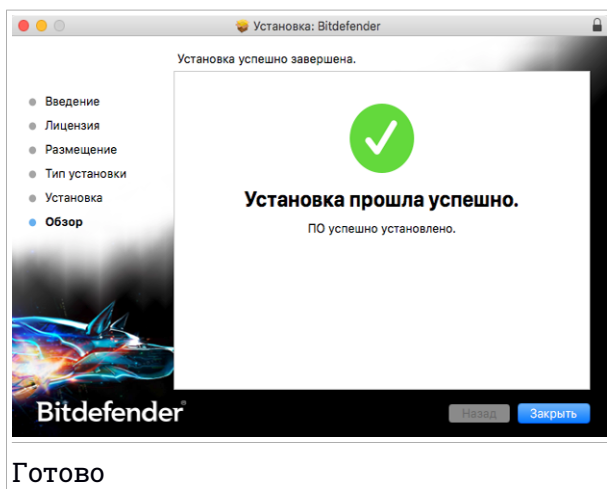 Установка: Bitdefender
Установка успешно завершена.
Введение
Лицензия
Размещение
Тип установки
Установка
Обзор
Установка прошла успешно.
ПО успешно установлено.
Bitdefender®
Назад
Закрыть
Готово